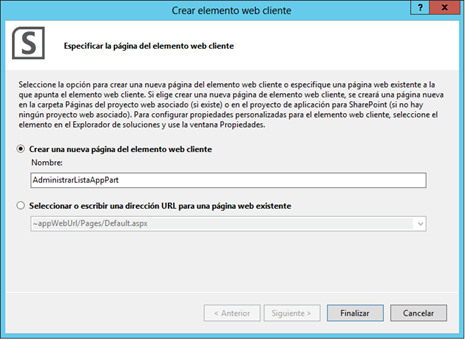 Crear elemento web cliente
?
X
S
Especificar la página del elemento web cliente
Seleccione la opción para crear una nueva página del elemento web cliente o especifique una página web existente a la
que apunta el elemento web cliente. Si elige crear una nueva página de elemento web cliente, se creará una página nueva
en la carpeta Páginas del proyecto web asociado (si existe) o en el proyecto de aplicación para SharePoint (si no hay
ningún proyecto web asociado). Para configurar propiedades personalizadas para el elemento web cliente, seleccione el
elemento en el Explorador de soluciones y use la ventana Propiedades.
Crear una nueva página del elemento web cliente
Nombre:
AdministrarListaAppPart
Seleccionar o escribir una dirección URL para una página web existente
~appWebUrl/Pages/Default.aspx
< Anterior Siguiente > Finalizar Cancelar